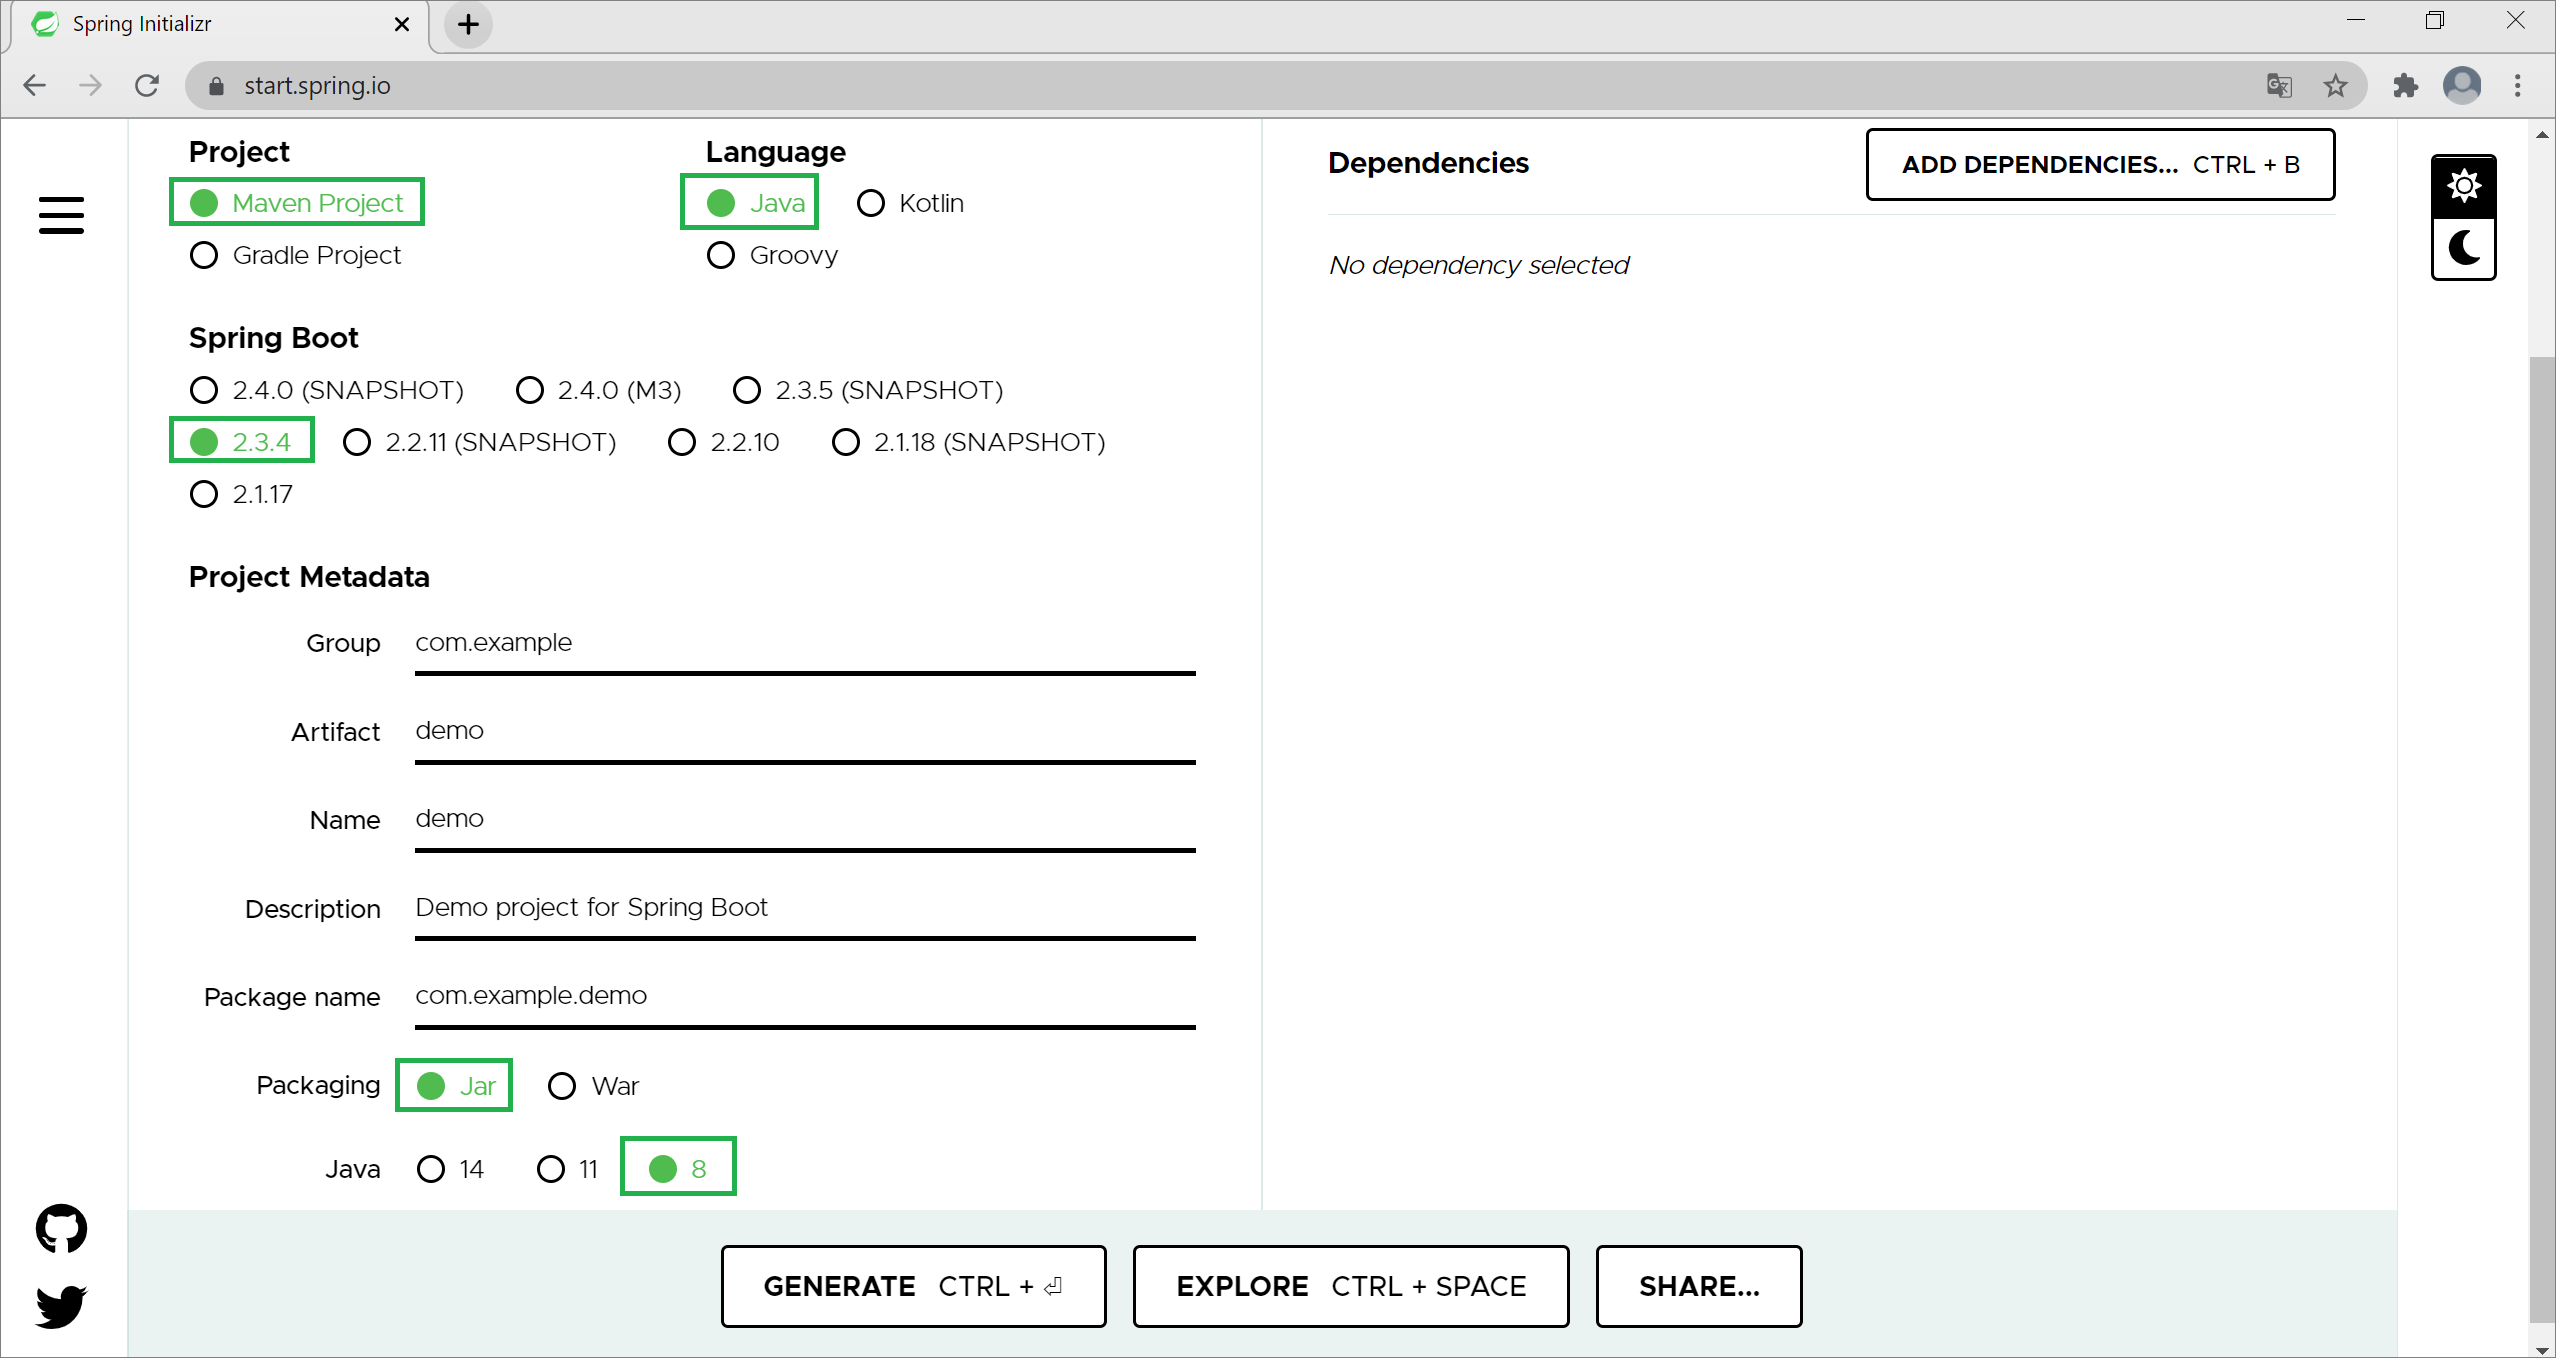 Spring Initializr
start.spring.io
Project
Maven Project
Gradle Project
Language
Java Kotlin
Groovy
Spring Boot
2.4.0 (SNAPSHOT) 2.4.0 (M3) 2.3.5 (SNAPSHOT)
2.3.4 2.2.11 (SNAPSHOT) 2.2.10 2.1.18 (SNAPSHOT)
2.1.17
Project Metadata
Group com.example
Artifact demo
Name demo
Description Demo project for Spring Boot
Package name com.example.demo
Packaging Jar War
Java 14 11 8
Dependencies ADD DEPENDENCIES... CTRL + B
No dependency selected
GENERATE CTRL + ⏎ EXPLORE CTRL + SPACE SHARE...